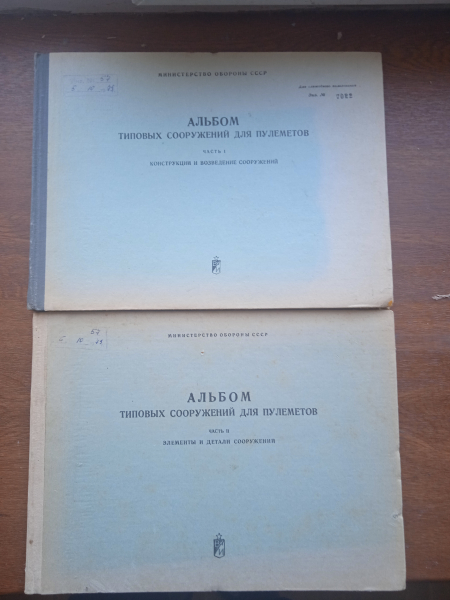 МИНИСТЕРСТВО ОБОРОНЫ СССР
АЛЬБОМ
ТИПОВЫХ СООРУЖЕНИЙ ДЛЯ ПУЛЕМЕТОВ
ЧАСТЬ I
КОНСТРУКЦИЯ И ВОЗВЕДЕНИЕ СООРУЖЕНИЙ
МИНИСТЕРСТВО ОБОРОНЫ СССР
АЛЬБОМ
ТИПОВЫХ СООРУЖЕНИЙ ДЛЯ ПУЛЕМЕТОВ
ЧАСТЬ II
ЭЛЕМЕНТЫ И ДЕТАЛИ СООРУЖЕНИЙ